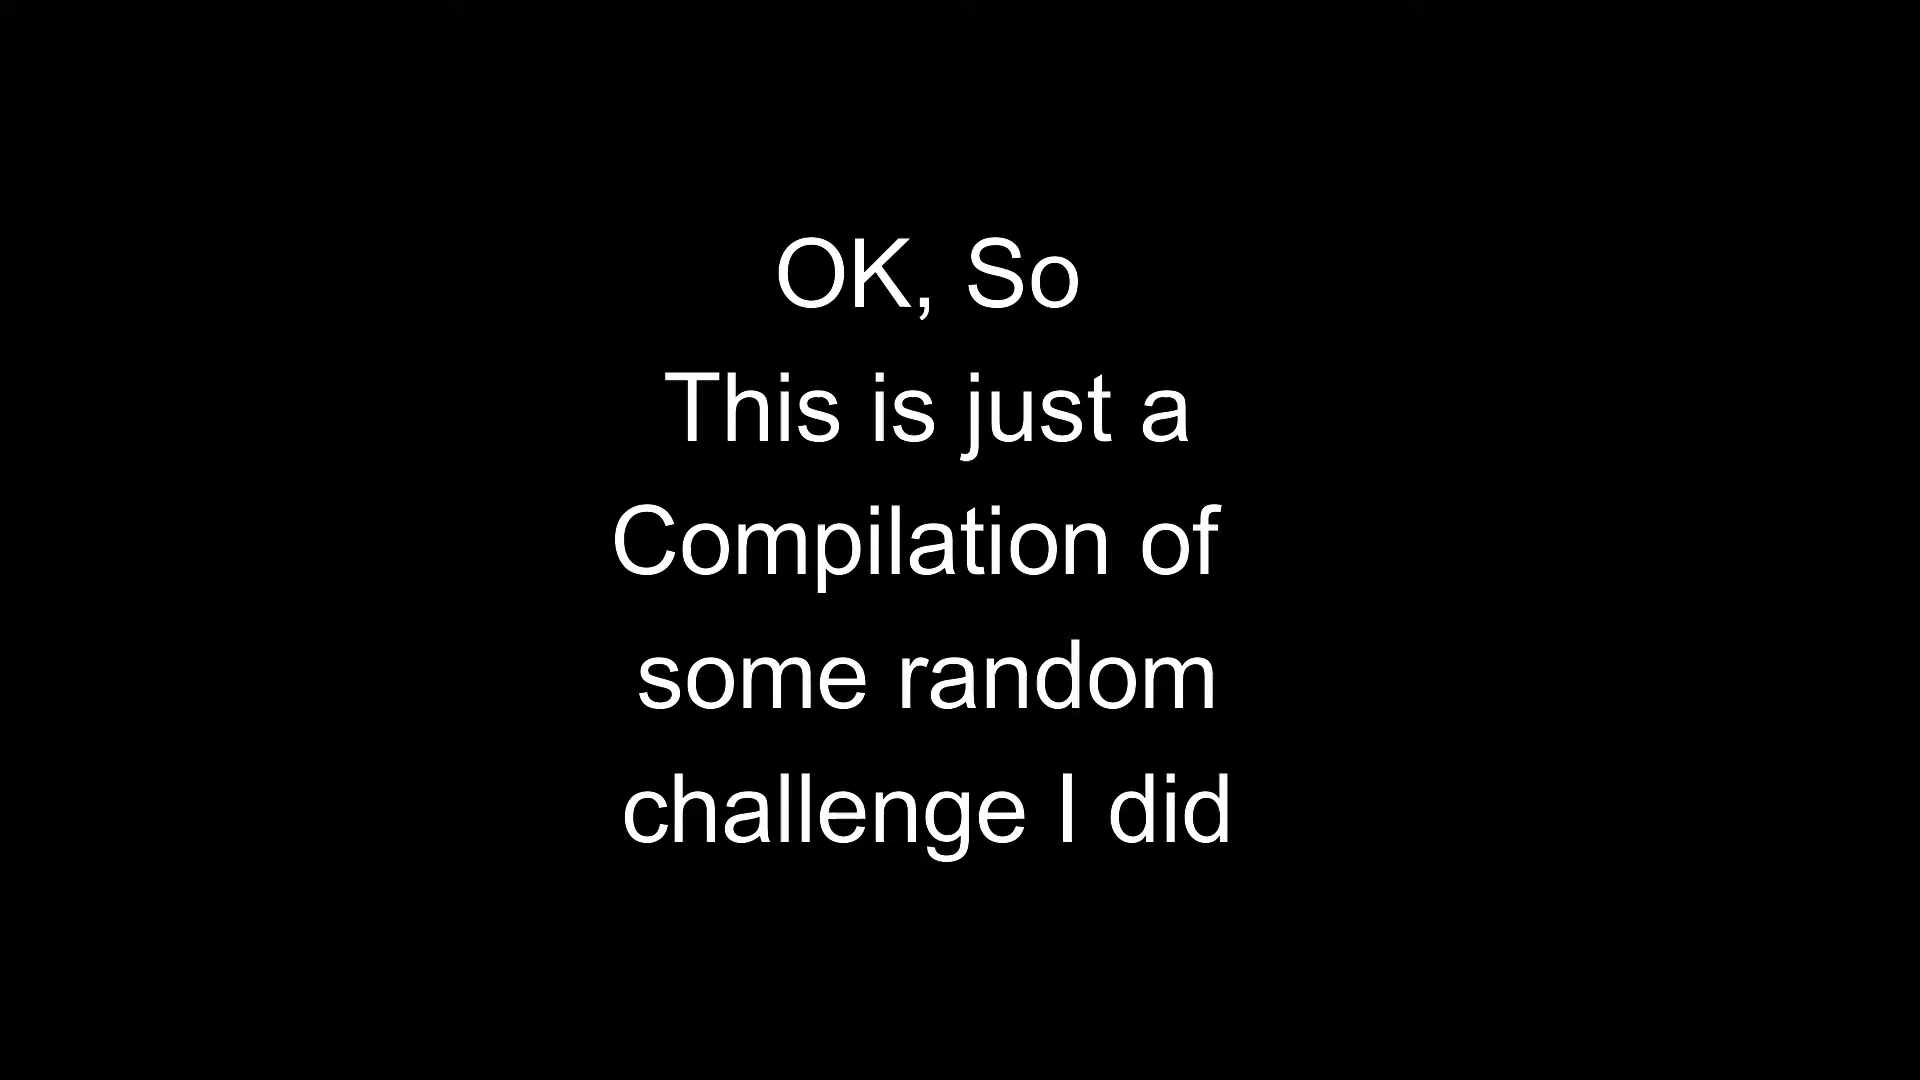 OK, So
This is just a
Compilation of
some random
challenge I did